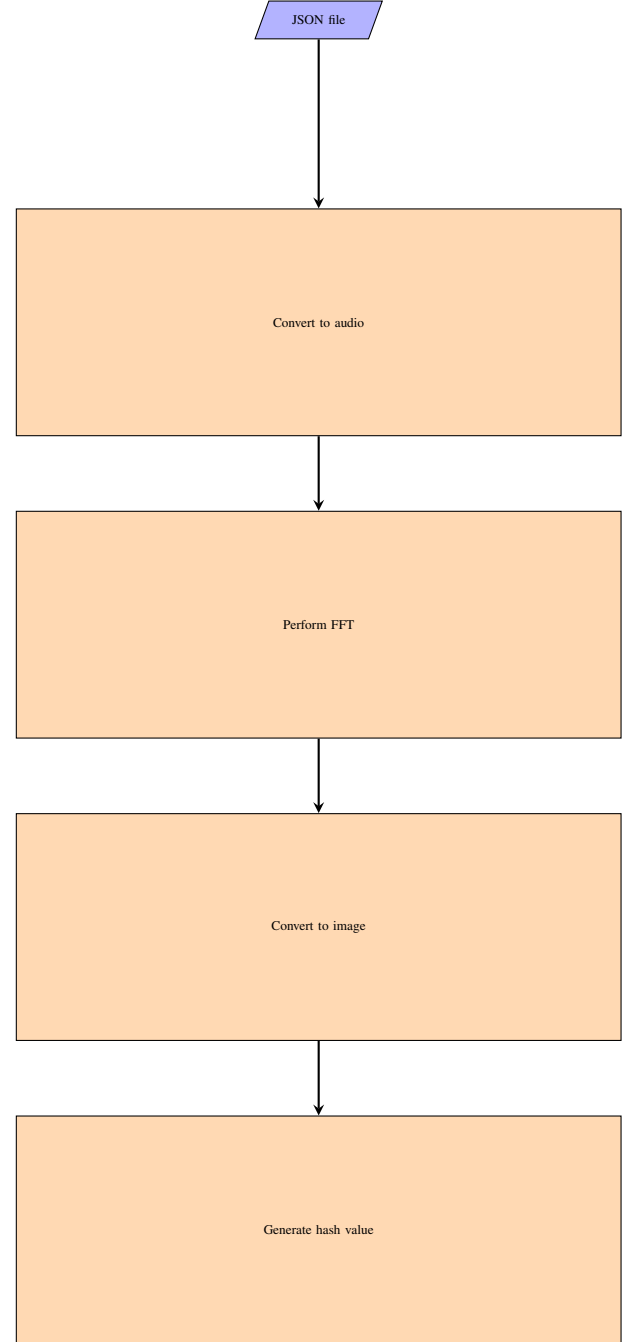 JSON file
Convert to audio
Perform FFT
Convert to image
Generate hash value